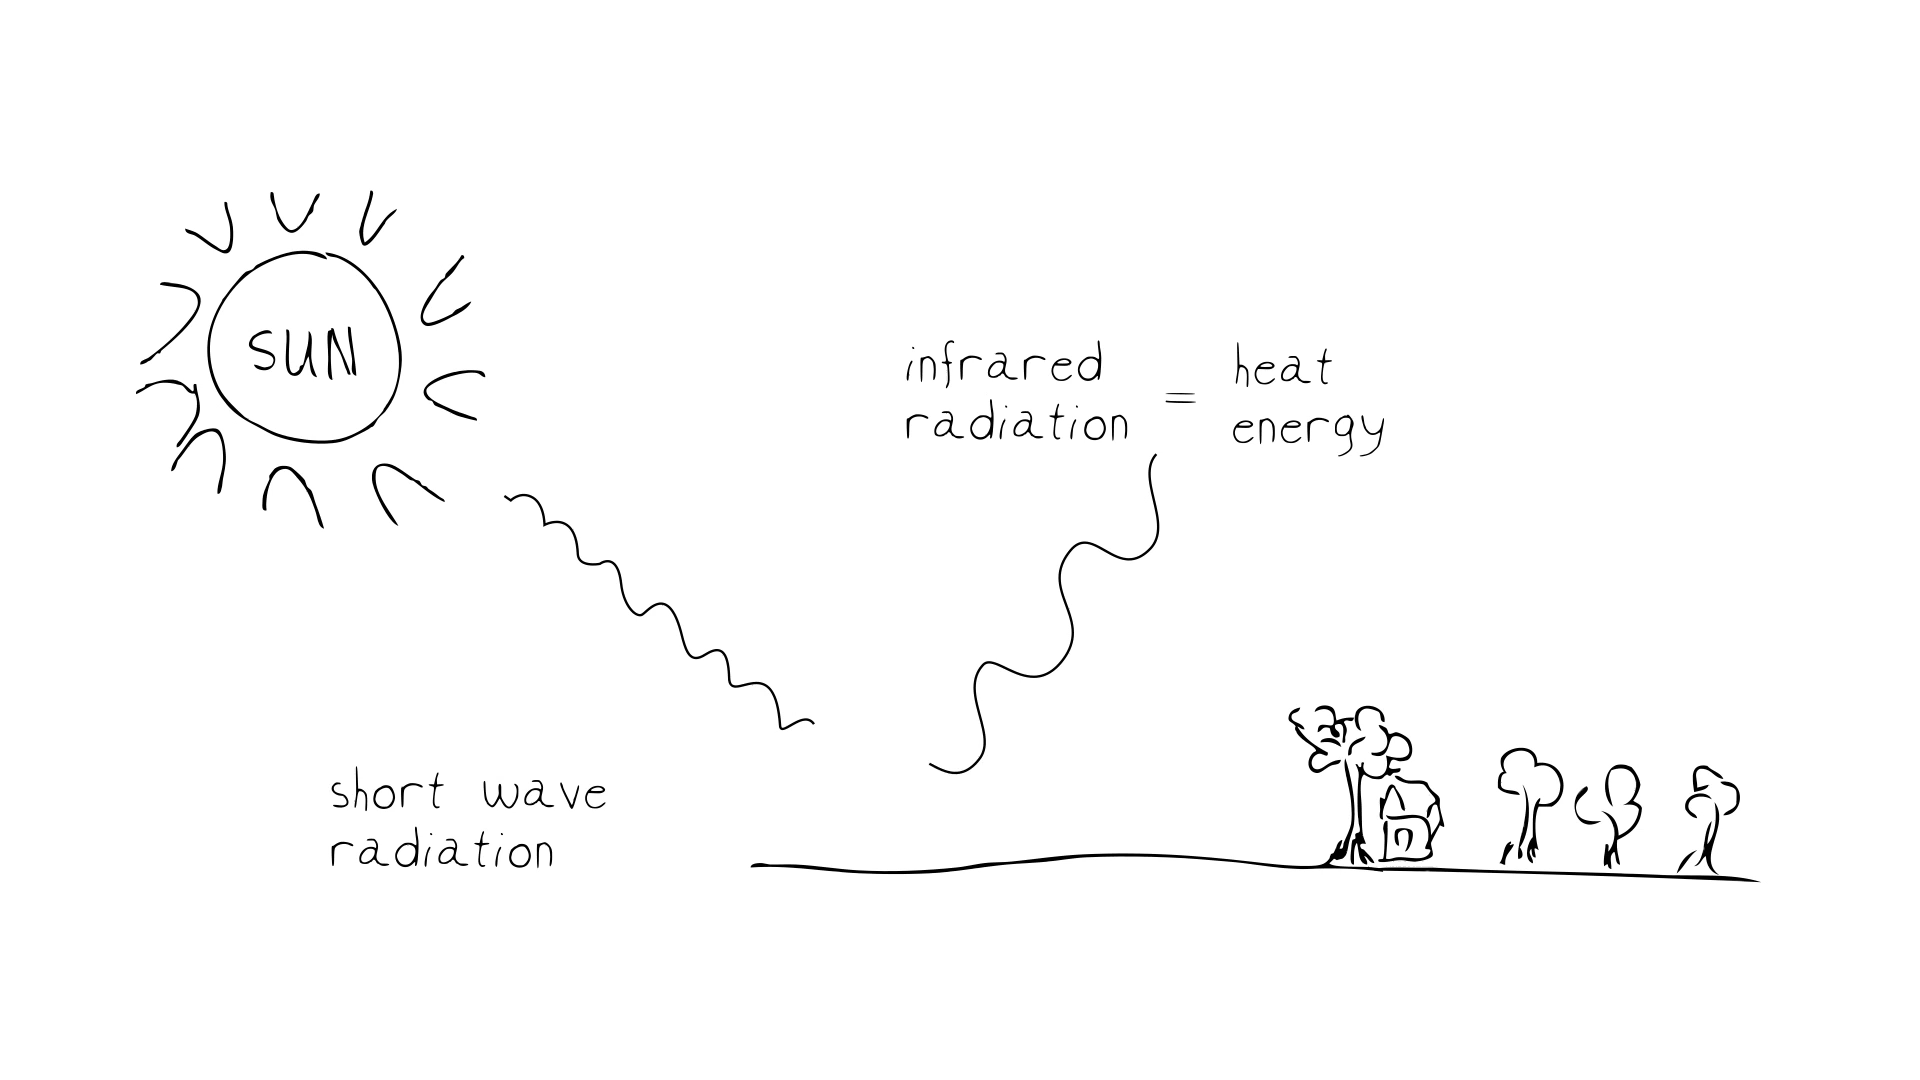 SUN
infrared
radiation
=
heat
energy
short wave
radiation